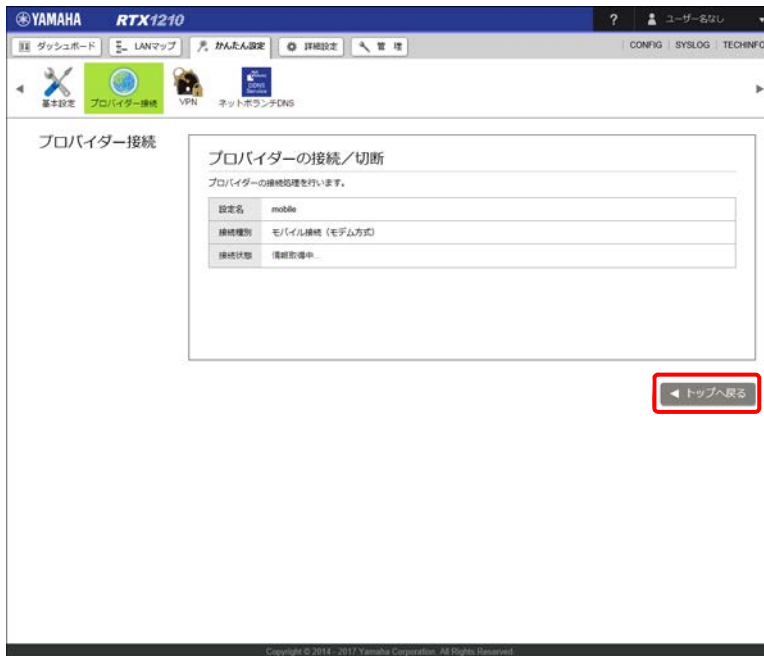 YAMAHA RTX1210 ? ユーザー名なし
ダッシュボード LANマップ かんたん設定 詳細設定 管理 CONFIG SYSLOG TECHINFO
基本設定 プロバイダー接続 VPN ネットボランチDNS
プロバイダー接続
プロバイダーの接続/切断
プロバイダーの接続処理を行います。
設定名 mobile
接続種別 モバイル接続（モデム方式）
接続状態 情報取得中...
トップへ戻る
Copyright © 2014 - 2017 Yamaha Corporation. All Rights Reserved.